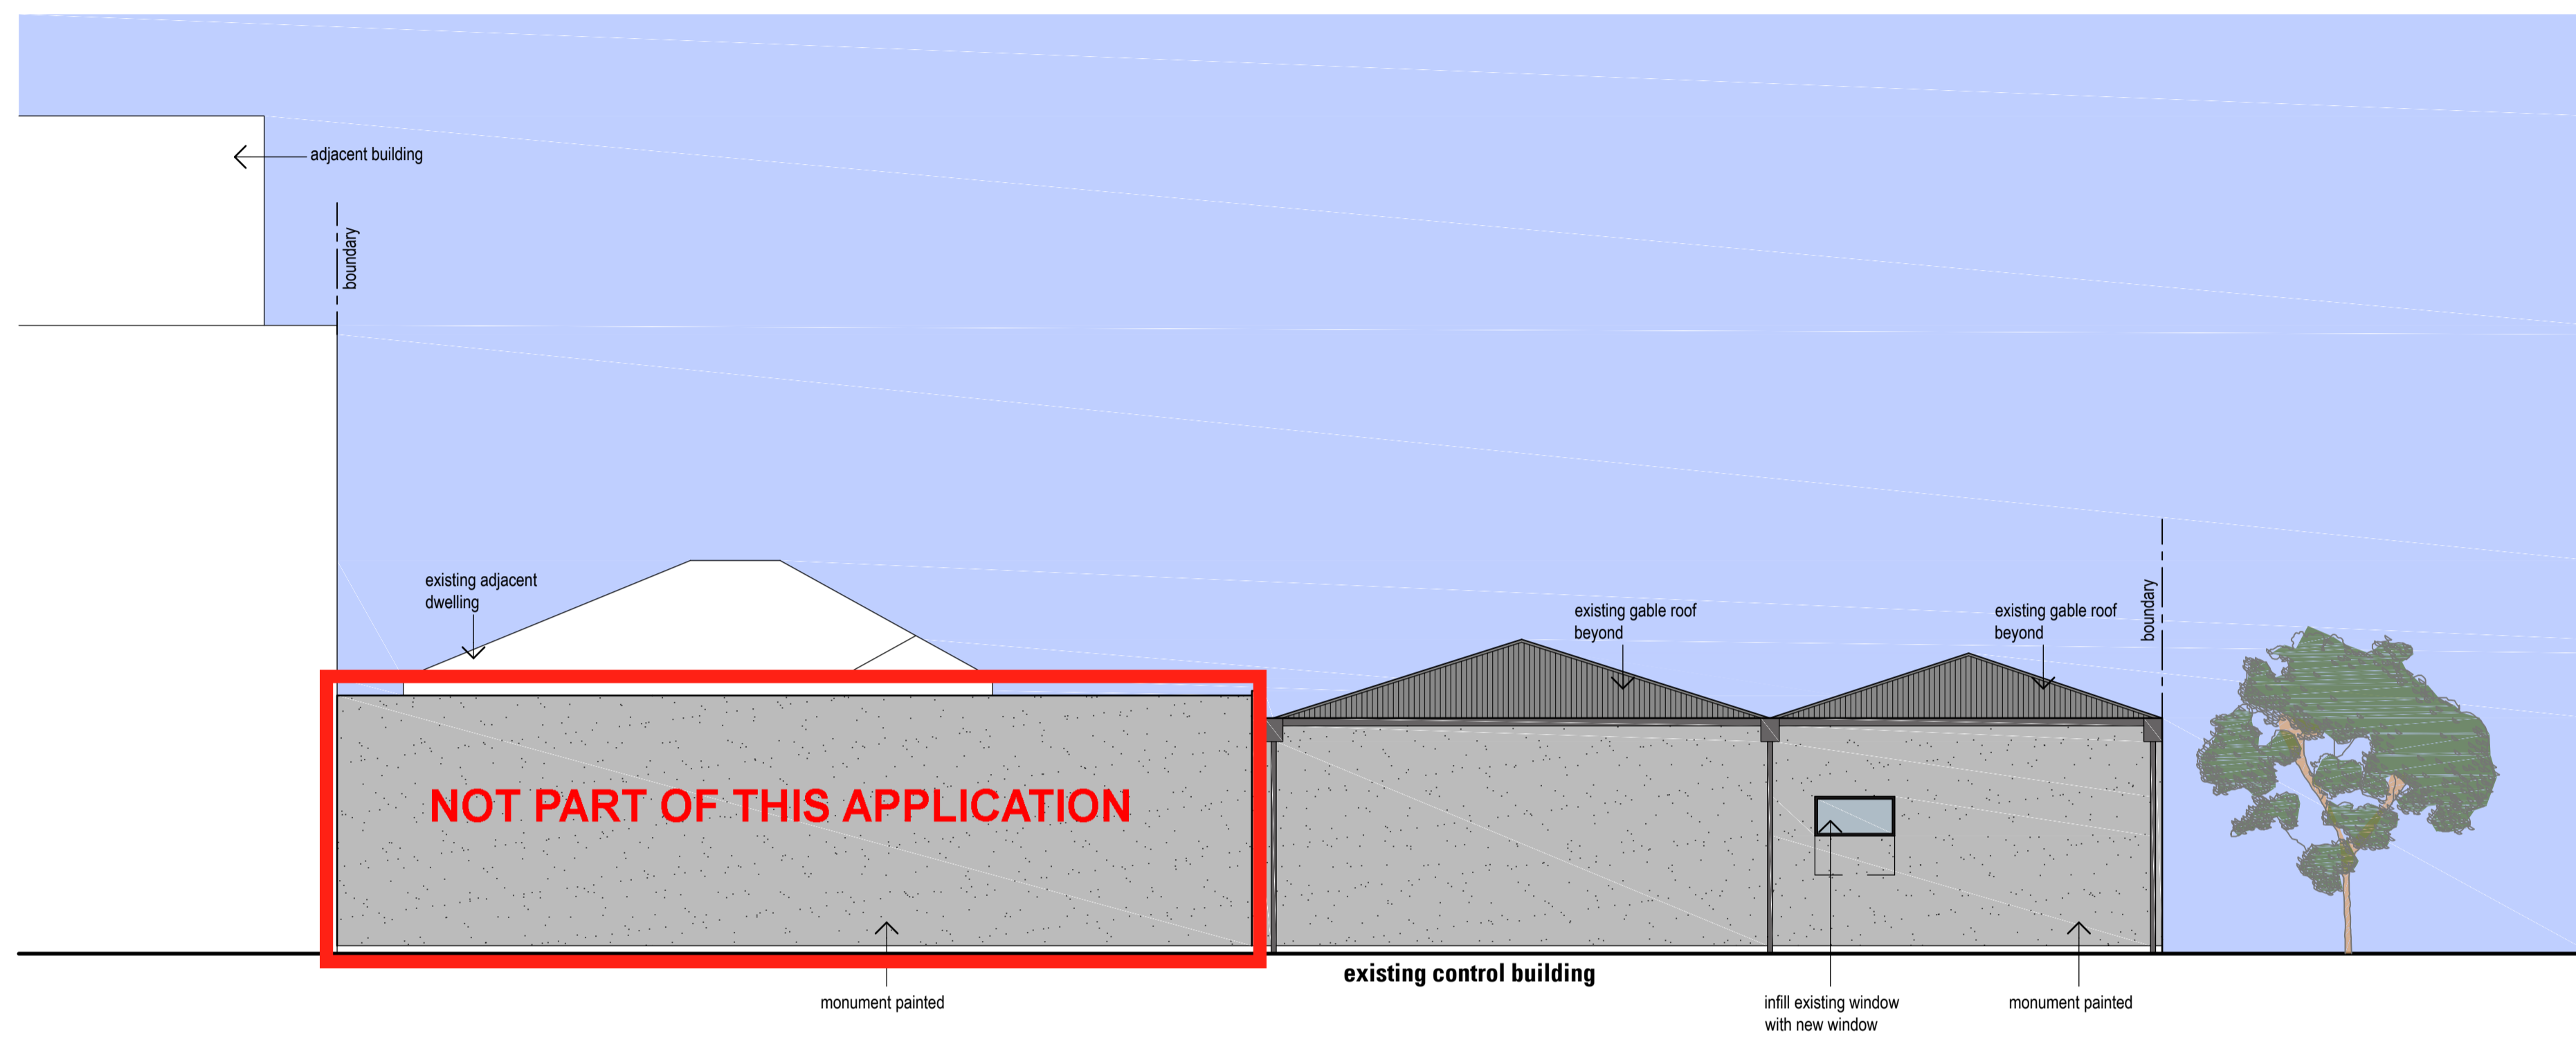 adjacent building
boundary
existing adjacent
dwelling
existing gable roof
beyond
existing gable roof
beyond
boundary
NOT PART OF THIS APPLICATION
existing control building
monument painted
infill existing window
with new window
monument painted